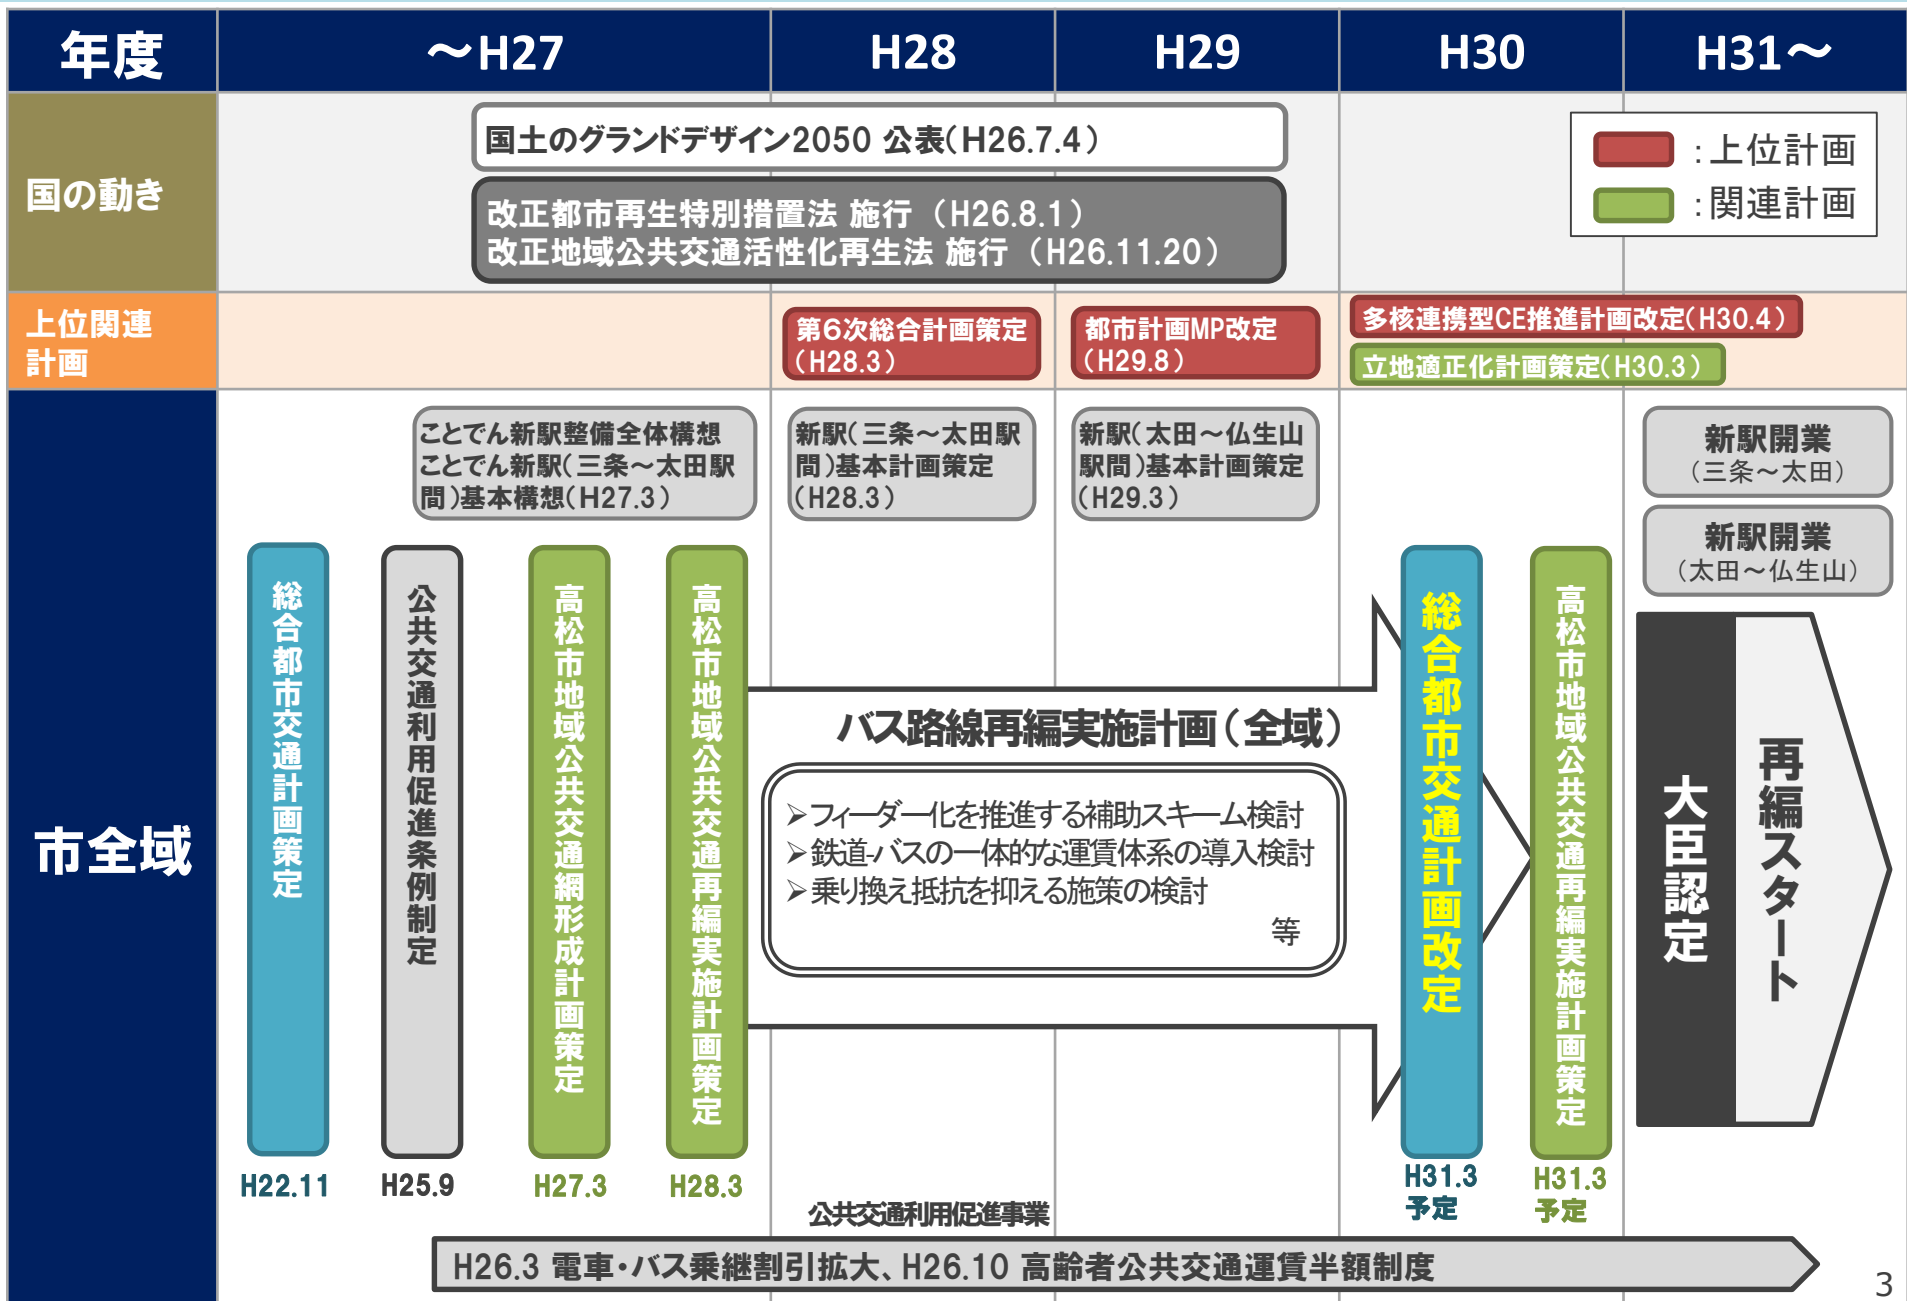 年度
～H27
H28
H29
H30
H31～
国の動き
国土のグランドデザイン2050 公表(H26.7.4)
改正都市再生特別措置法 施行 （H26.8.1)
改正地域公共交通活性化再生法 施行 （H26.11.20)
：上位計画
：関連計画
上位関連
計画
第６次総合計画策定
(H28.3)
都市計画MP改定
(H29.8)
多核連携型CE推進計画改定(H30.4)
立地適正化計画策定(H30.3)
市全域
ことでん新駅整備全体構想
ことでん新駅(三条～太田駅
間)基本構想(H27.3)
新駅(三条～太田駅
間)基本計画策定
(H28.3)
新駅(太田～仏生山
駅間)基本計画策定
(H29.3)
新駅開業
（三条～太田）
新駅開業
（太田～仏生山）
総合都市交通計画策定
H22.11
公共交通利用促進条例制定
H25.9
高松市地域公共交通網形成計画策定
H27.3
高松市地域公共交通再編実施計画策定
H28.3
バス路線再編実施計画(全域)
➢フィーダー化を推進する補助スキーム検討
➢鉄道-バスの一体的な運賃体系の導入検討
➢乗り換え抵抗を抑える施策の検討
等
総合都市交通計画改定
H31.3
予定
高松市地域公共交通再編実施計画策定
H31.3
予定
大臣認定
再編スタート
公共交通利用促進事業
H26.3 電車・バス乗継割引拡大、H26.10 高齢者公共交通運賃半額制度
3